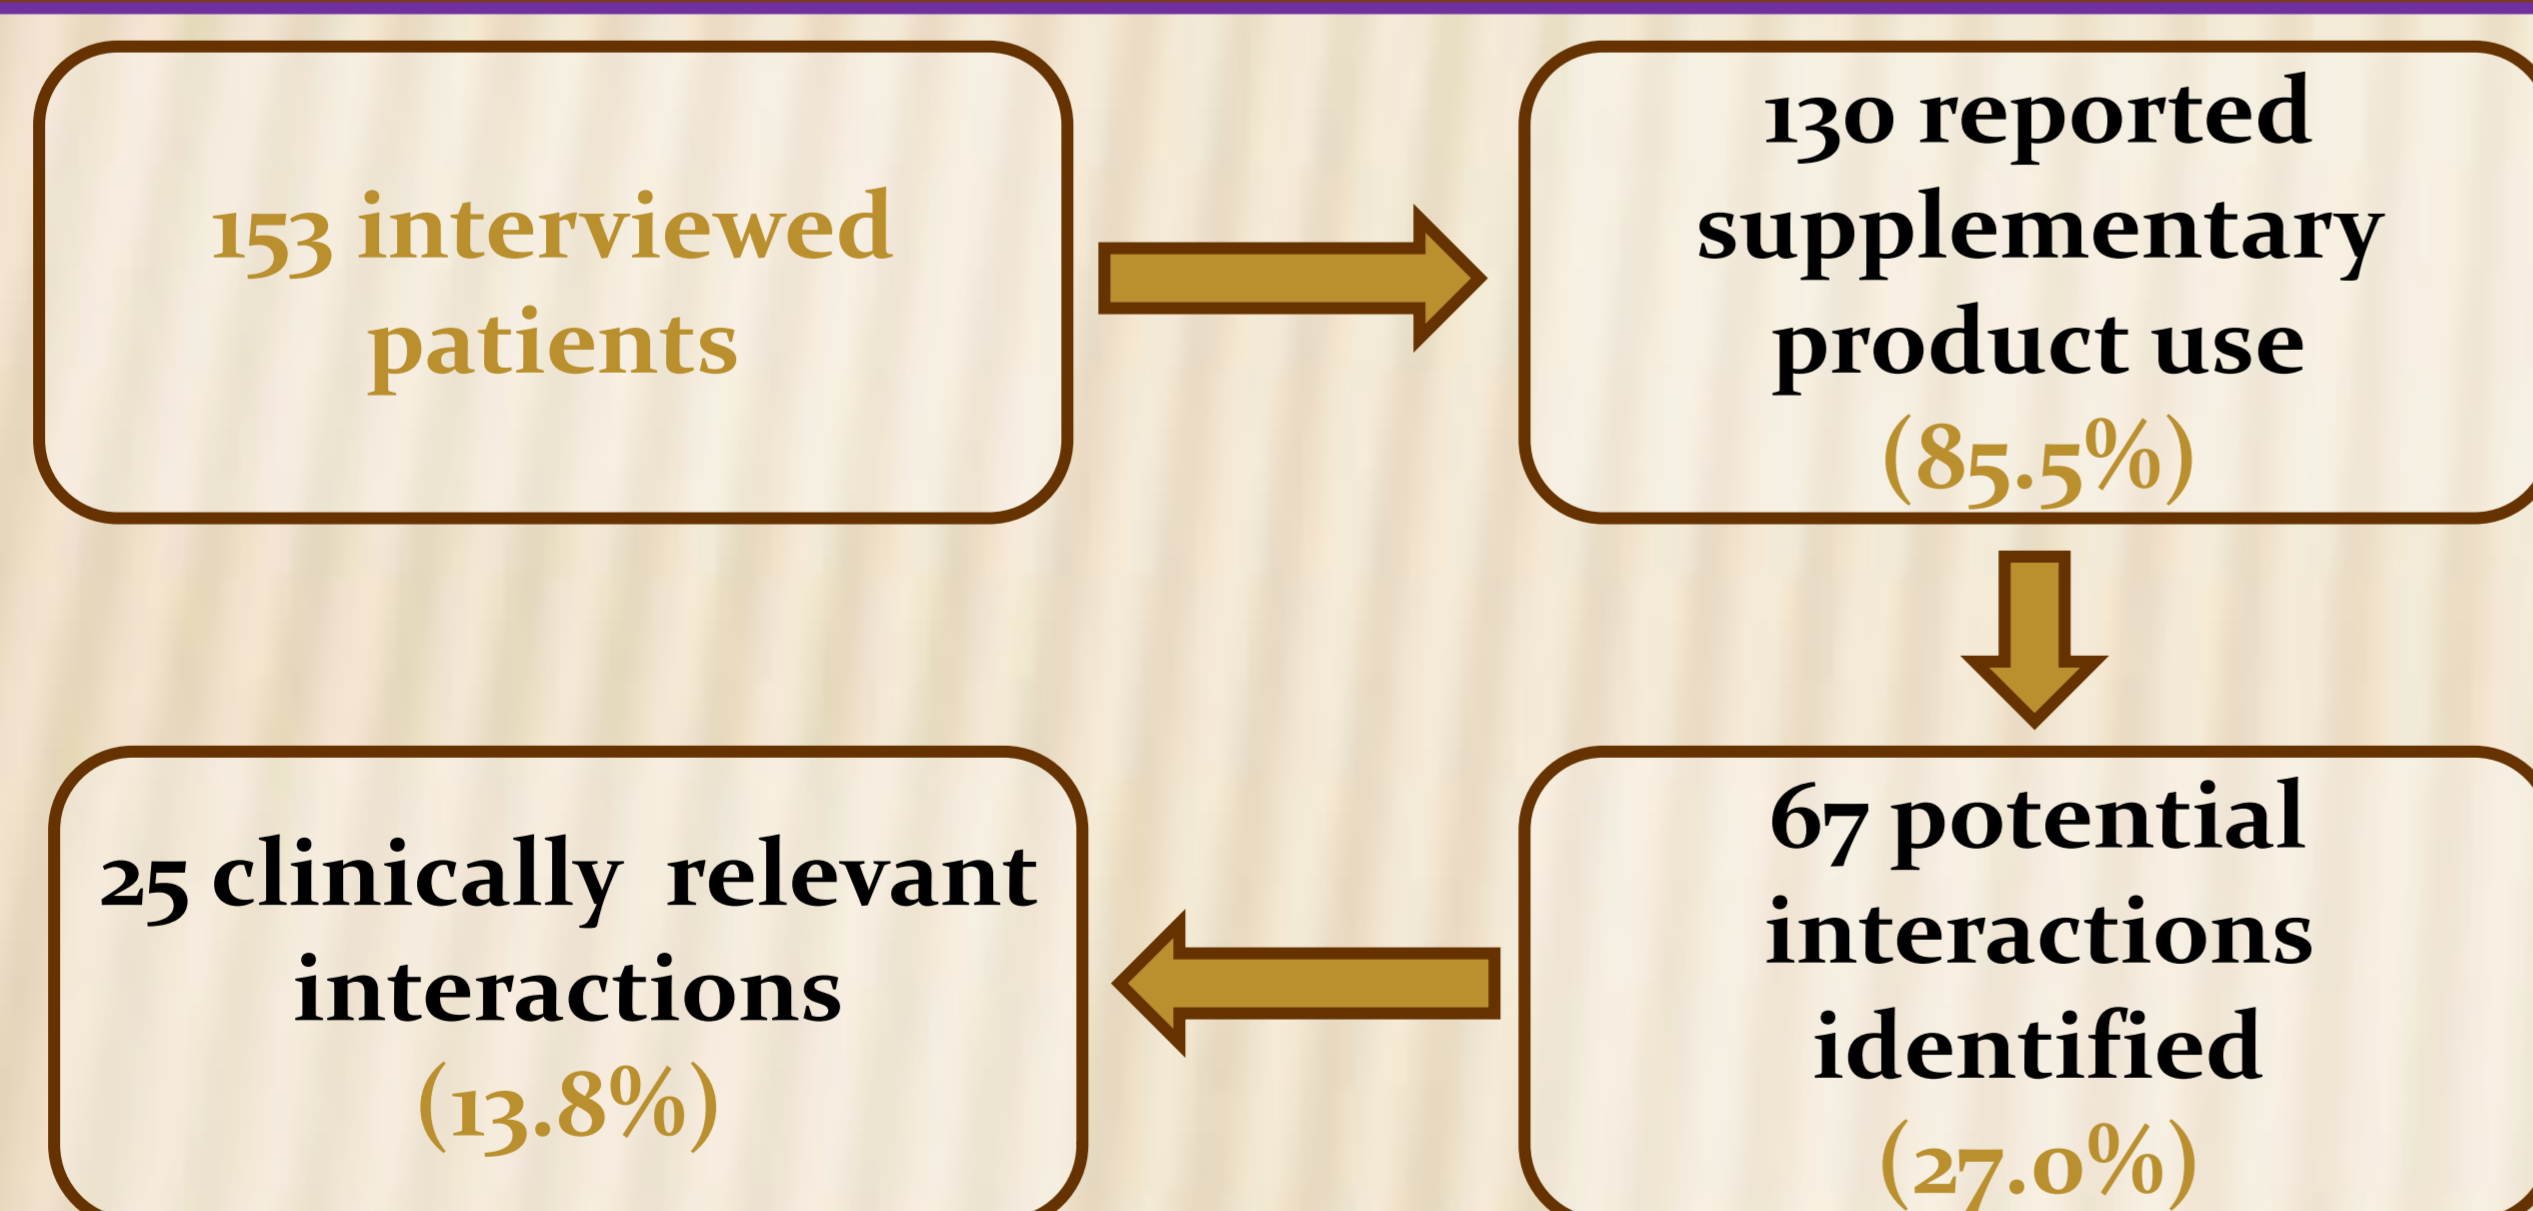 153 interviewed
patients
130 reported
supplementary
product use
(85.5%)
67 potential
interactions
identified
(27.0%)
25 clinically relevant
interactions
(13.8%)